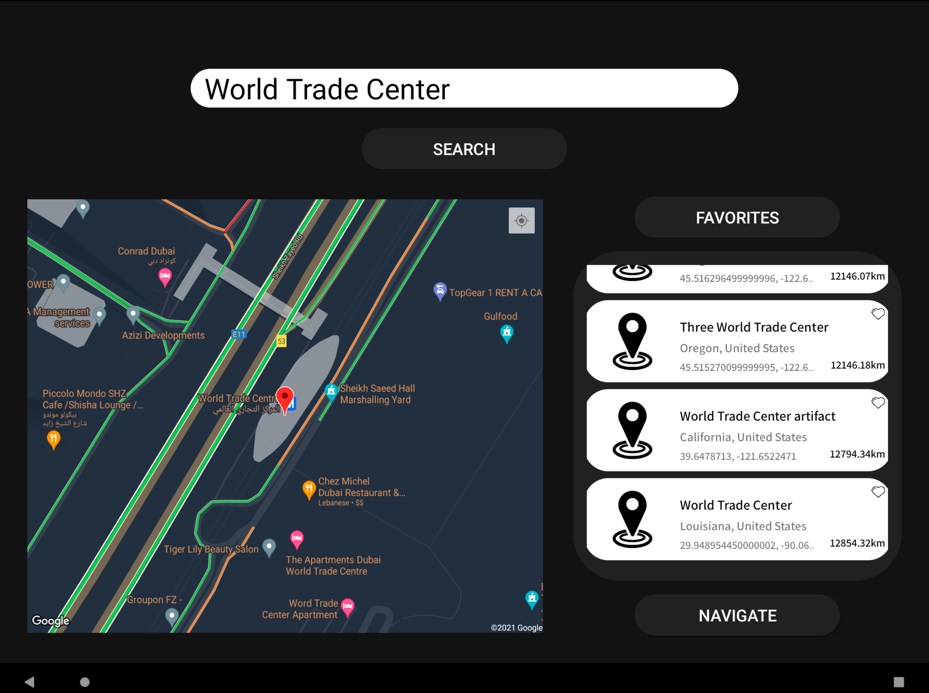 World Trade Center
SEARCH
FAVORITES
45.516296499999996, -122.6..
12146.07km
Three World Trade Center
Oregon, United States
45.515270099999995, -122.6..
12146.18km
World Trade Center artifact
California, United States
39.6478713, -121.6522471
12794.34km
World Trade Center
Louisiana, United States
29.948954450000002, -90.06..
12854.32km
NAVIGATE
Conrad Dubai
كونراد دبي
OWER
A Management
services
Azizi Developments
E11
TopGear 1 RENT A CA
Gulfood
Piccolo Mondo SHZ
Cafe /Shisha Lounge /...
بيكولو موندو
شارع الشيخ زايد
World Trade Centr
المركز التجاري العالمي
Sheikh Saeed Hall
Marshalling Yard
Chez Michel
Dubai Restaurant &...
Lebanese • $$
Tiger Lily Beauty Salon
The Apartments Dubai
World Trade Centre
Groupon FZ -
Word Trade
Center Apartment
Google
©2021 Google